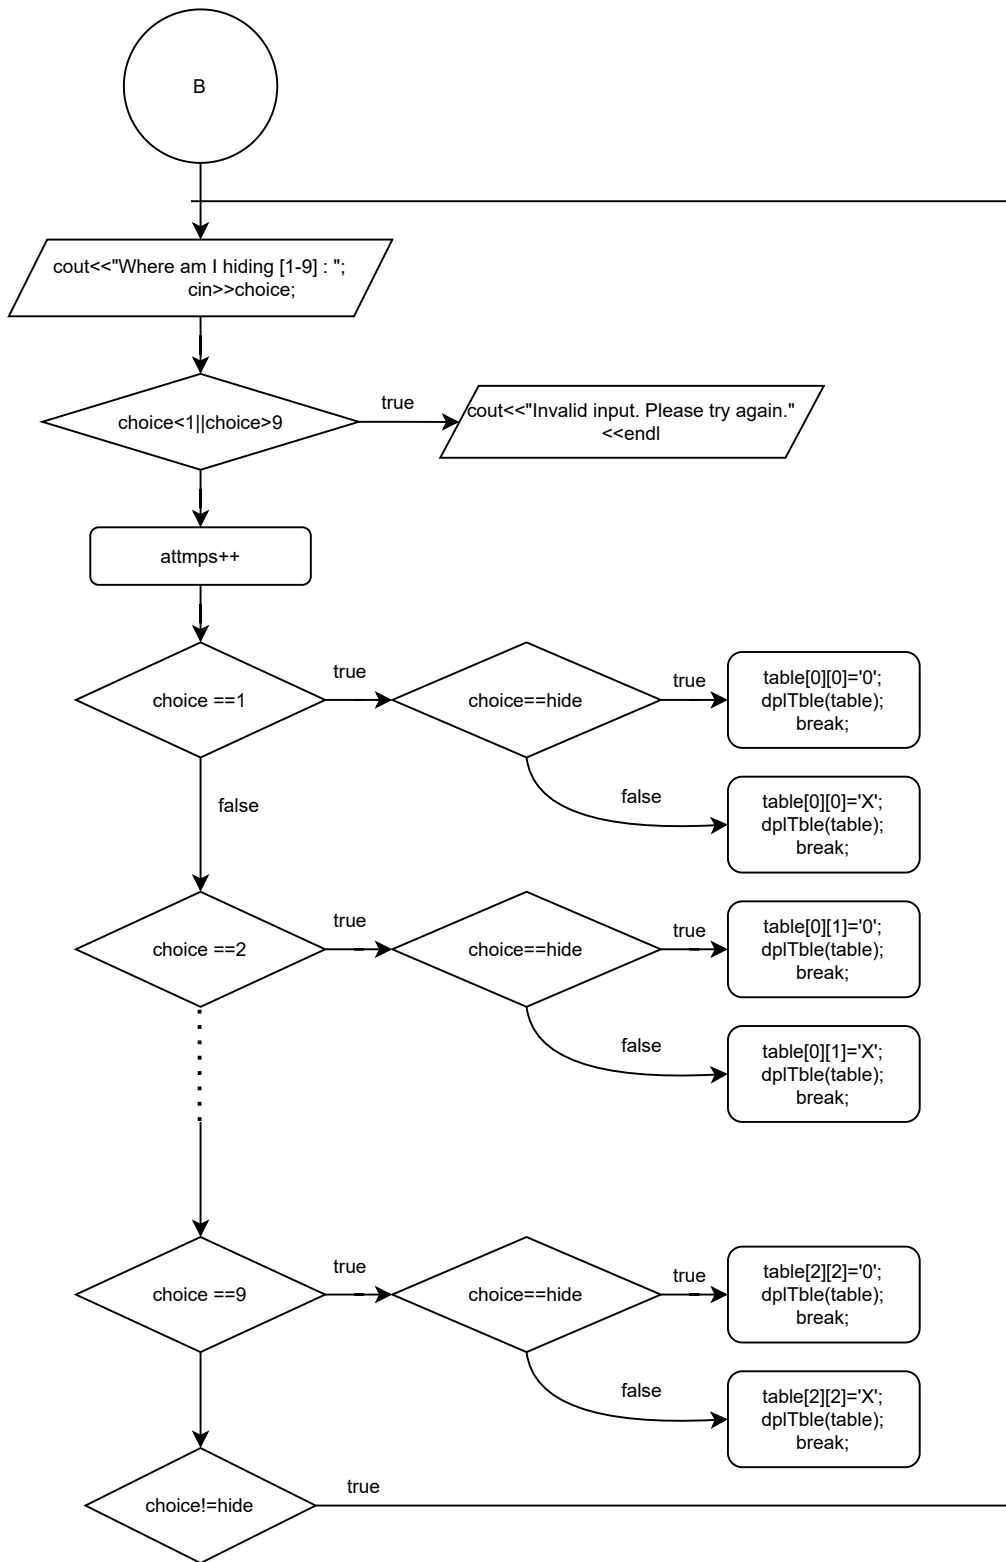 B
cout<<"Where am I hiding [1-9] : ";
cin>>choice;
choice<1||choice>9
true
cout<<"Invalid input. Please try again."
<<endl
attmps++
choice ==1
true
choice==hide
true
table[0][0]='0';
dplTble(table);
break;
false
false
table[0][0]='X';
dplTble(table);
break;
choice ==2
true
choice==hide
true
table[0][1]='0';
dplTble(table);
break;
false
table[0][1]='X';
dplTble(table);
break;
choice ==9
true
choice==hide
true
table[2][2]='0';
dplTble(table);
break;
false
table[2][2]='X';
dplTble(table);
break;
choice!=hide
true